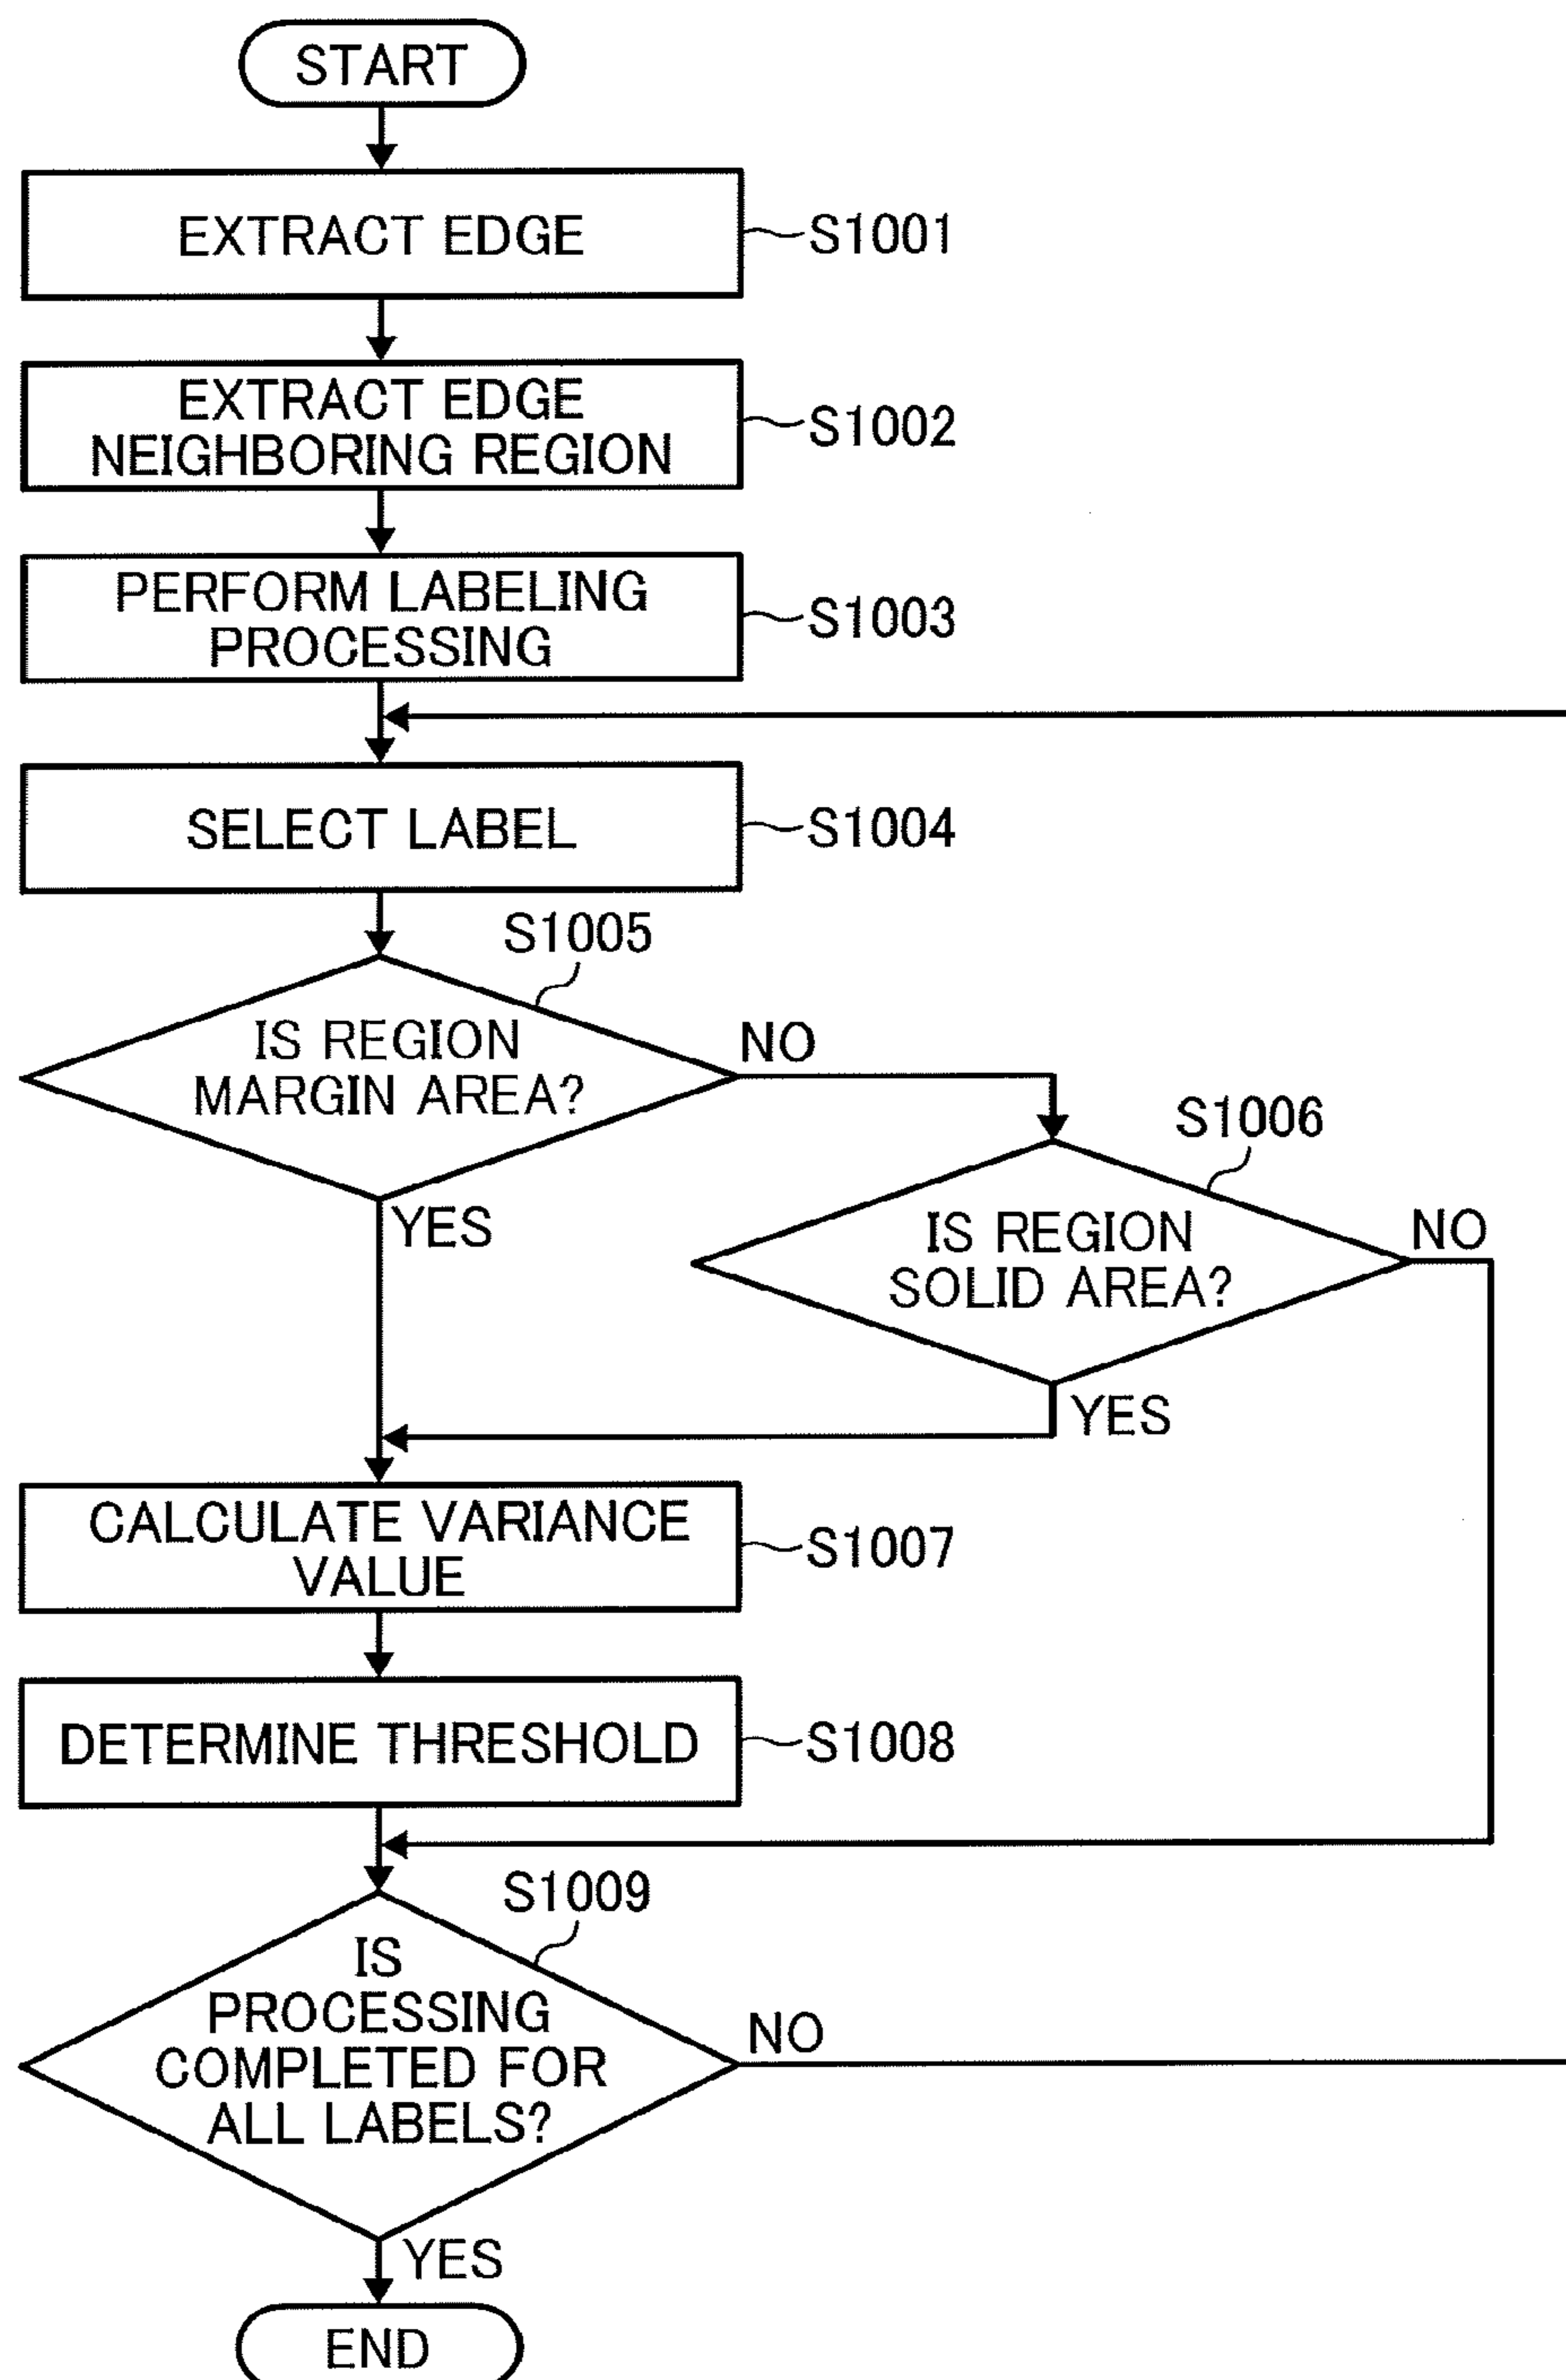 START
EXTRACT EDGE
S1001
EXTRACT EDGE
NEIGHBORING REGION
S1002
PERFORM LABELING
PROCESSING
S1003
SELECT LABEL
S1004
S1005
IS REGION
MARGIN AREA?
NO
YES
S1006
IS REGION
SOLID AREA?
NO
YES
CALCULATE VARIANCE
VALUE
S1007
DETERMINE THRESHOLD
S1008
S1009
IS
PROCESSING
COMPLETED FOR
ALL LABELS?
NO
YES
END